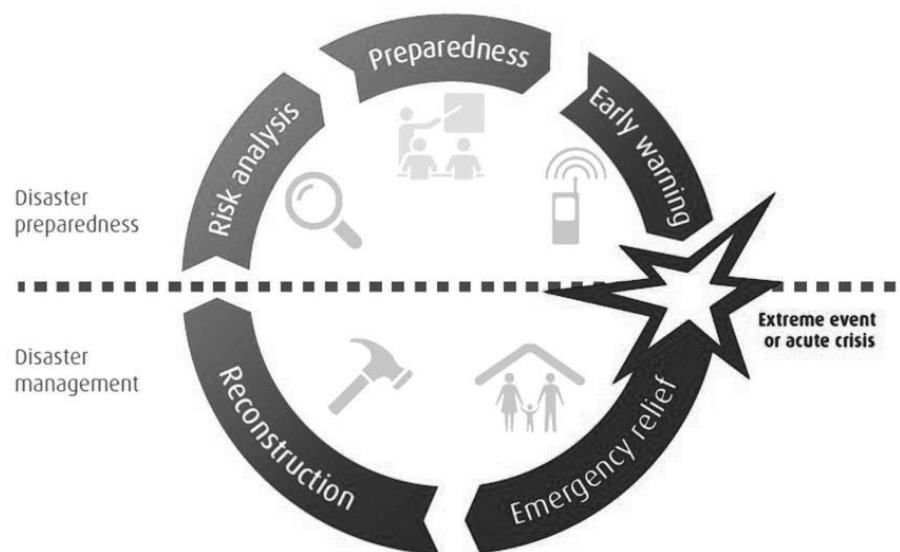 Preparedness
Risk analysis
Early warning
Disaster
preparedness
Extreme event
or acute crisis
Disaster
management
Reconstruction
Emergency relief